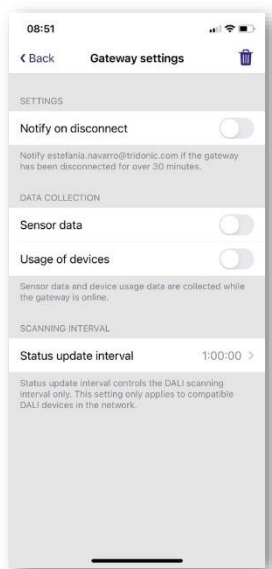 08:51
Back
Gateway settings
SETTINGS
Notify on disconnect
Notify estefania.navarro@tridonic.com if the gateway
has been disconnected for over 30 minutes.
DATA COLLECTION
Sensor data
Usage of devices
Sensor data and device usage data are collected while
the gateway is online.
SCANNING INTERVAL
Status update interval 1:00:00
Status update interval controls the DALI scanning
interval only. This setting only applies to compatible
DALI devices in the network.